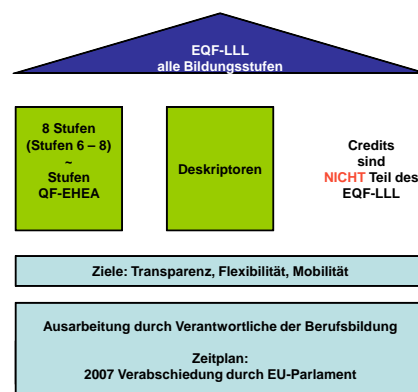 EQF-LLL
alle Bildungsstufen
8 Stufen
(Stufen 6 – 8)
~
Stufen
QF-EHEA
Deskriptoren
Credits
sind
NICHT Teil des
EQF-LLL
Ziele: Transparenz, Flexibilität, Mobilität
Ausarbeitung durch Verantwortliche der Berufsbildung
Zeitplan:
2007 Verabschiedung durch EU-Parlament